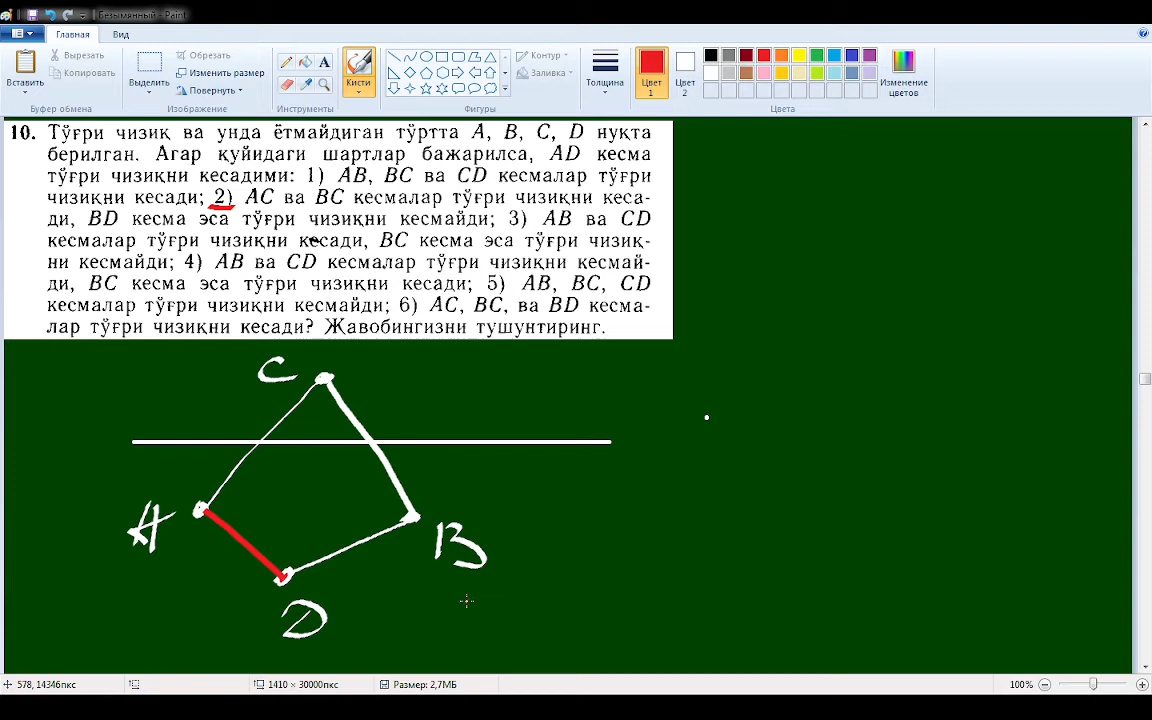 Безымянный - Paint
Главная Вид
Вставить
Вырезать
Копировать
Буфер обмена
Выделить
Обрезать
Изменить размер
Повернуть
Изображение
A
Инструменты
Кисти
Контур
Заливка
Фигуры
Толщина
Цвет 1
Цвет 2
Изменение цветов
Цвета
10. Тўғри чизиқ ва унда ётмайдиган тўртта A, B, C, D нуқта
берилган. Агар қуйидаги шартлар бажарилса, AD кесма
тўғри чизиқни кесадими: 1) AB, BC ва CD кесмалар тўғри
чизиқни кесади; 2) AC ва BC кесмалар тўғри чизиқни кеса-
ди, BD кесма эса тўғри чизиқни кесмайди; 3) AB ва CD
кесмалар тўғри чизиқни кесади, BC кесма эса тўғри чизиқ-
ни кесмайди; 4) AB ва CD кесмалар тўғри чизиқни кесмай-
ди, BC кесма эса тўғри чизиқни кесади; 5) AB, BC, CD
кесмалар тўғри чизиқни кесмайди; 6) AC, BC, ва BD кесма-
лар тўғри чизиқни кесади? Жавобингизни тушунтиринг.
C
A
B
D
578, 14346пкс 1410 × 30000пкс Размер: 2,7МБ 100%